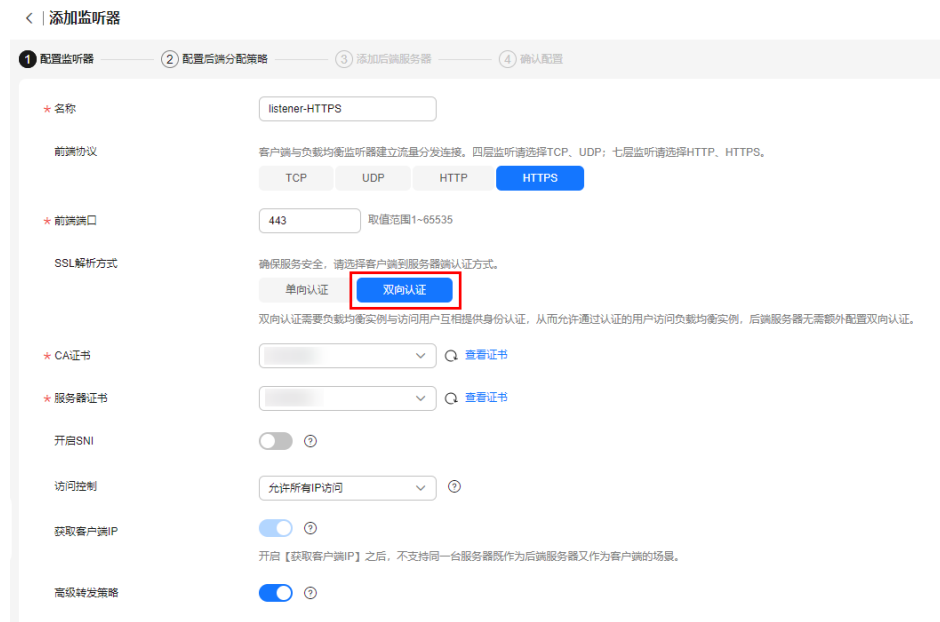 添加监听器
1 配置监听器 2 配置后端分配策略 3 添加后端服务器 4 确认配置
* 名称 listener-HTTPS
前端协议 客户端与负载均衡监听器建立流量分发连接。四层监听请选择TCP、UDP；七层监听请选择HTTP、HTTPS。
TCP UDP HTTP HTTPS
* 前端端口 443 取值范围1~65535
SSL解析方式 确保服务安全，请选择客户端到服务器端认证方式。
单向认证 双向认证
双向认证需要负载均衡实例与访问用户互相提供身份认证，从而允许通过认证的用户访问负载均衡实例，后端服务器无需额外配置双向认证。
* CA证书 查看证书
* 服务器证书 查看证书
开启SNI ?
访问控制 允许所有IP访问 ?
获取客户端IP ?
开启【获取客户端IP】之后，不支持同一台服务器既作为后端服务器又作为客户端的场景。
高级转发策略 ?